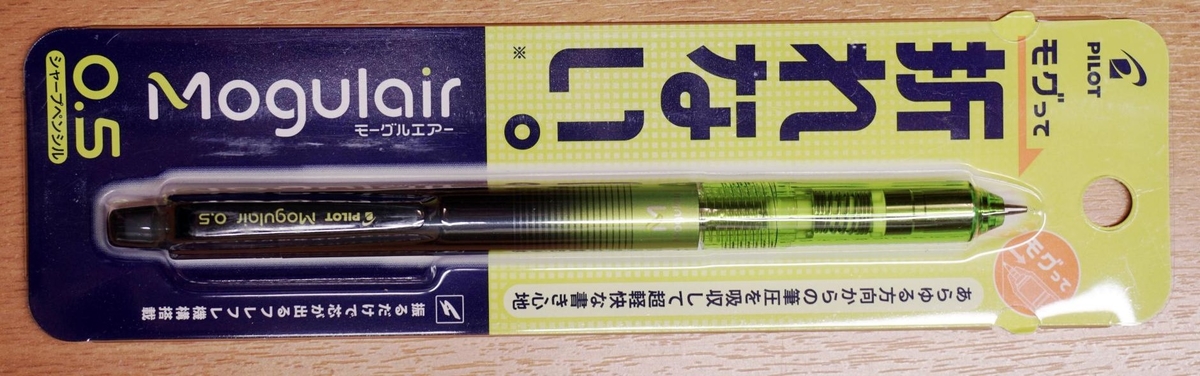 PILOT
モグって
折れない。
※
Mogulair
モーグルエアー
0.5
シャープペンシル
PILOT Mogulair 0.5
モグって
あらゆる方向からの筆圧を吸収して超軽快な書き心地
振るだけで芯が出るフレフレ機構搭載